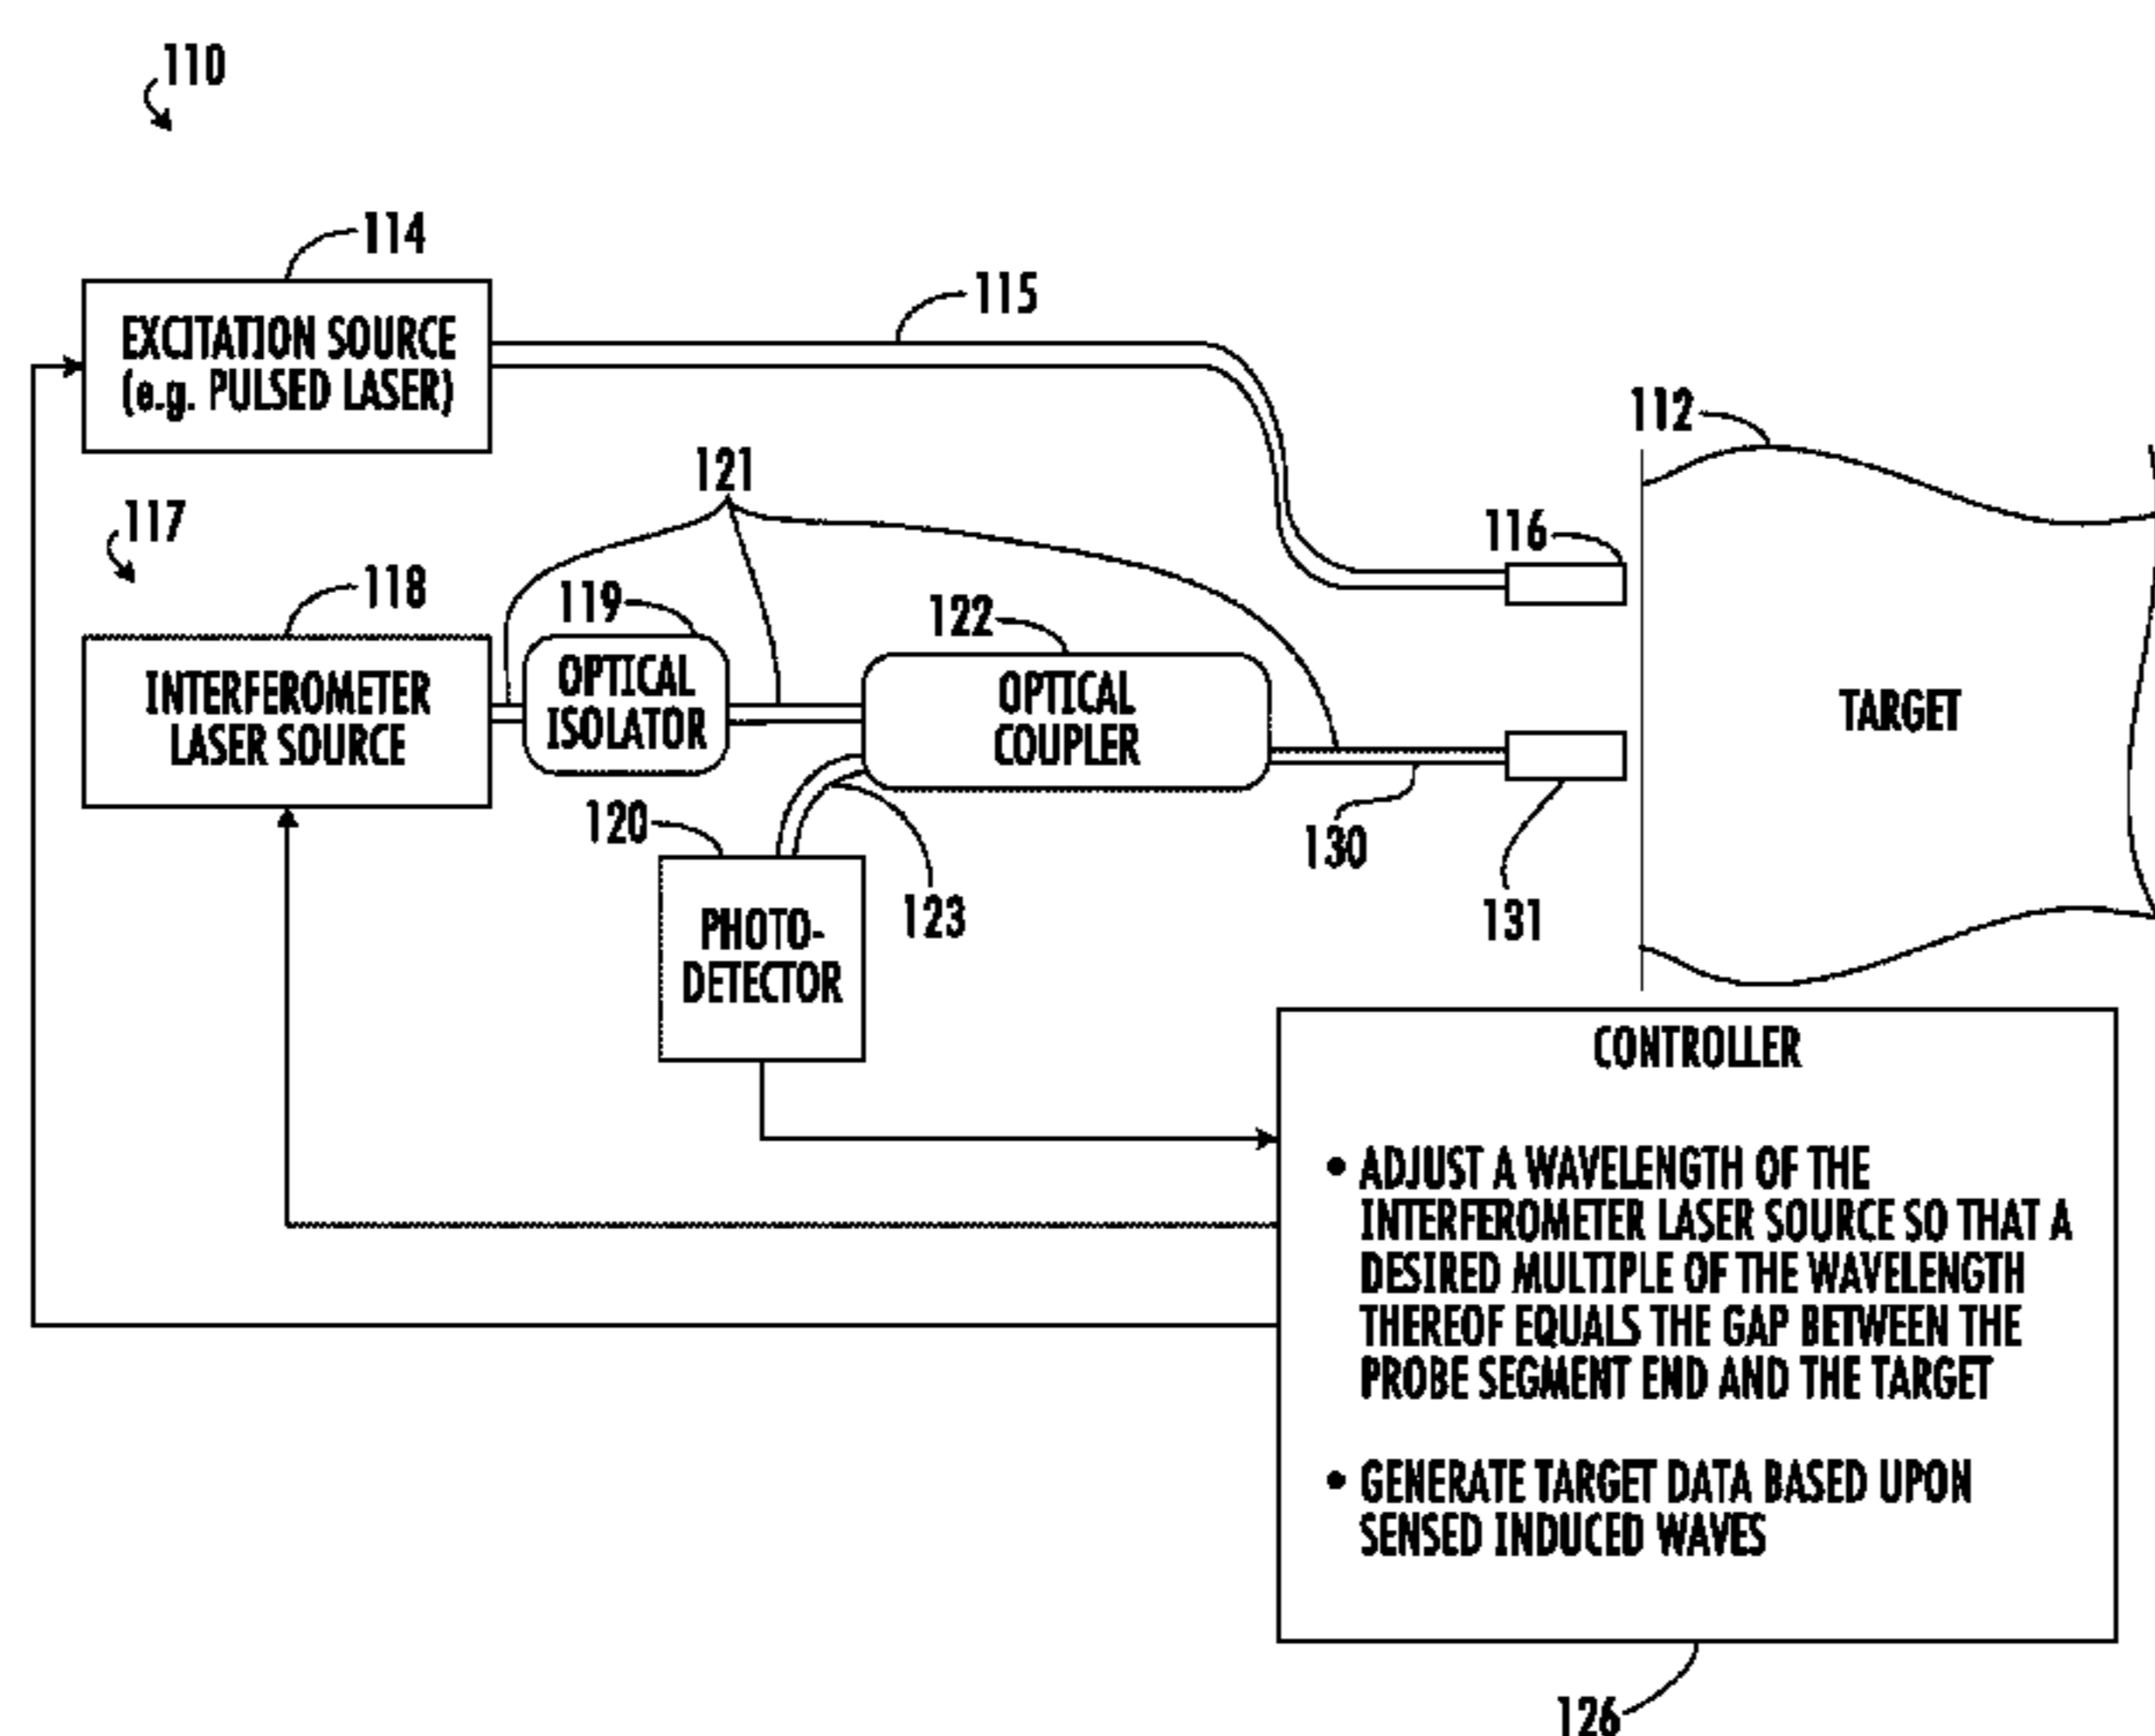 110
114
EXCITATION SOURCE
(e.g. PULSED LASER)
115
112
121
117
116
118
119
122
INTERFEROMETER
LASER SOURCE
OPTICAL
ISOLATOR
OPTICAL
COUPLER
TARGET
120
130
123
131
PHOTO-
DETECTOR
CONTROLLER
• ADJUST A WAVELENGTH OF THE
INTERFEROMETER LASER SOURCE SO THAT A
DESIRED MULTIPLE OF THE WAVELENGTH
THEREOF EQUALS THE GAP BETWEEN THE
PROBE SEGMENT END AND THE TARGET
• GENERATE TARGET DATA BASED UPON
SENSED INDUCED WAVES
126